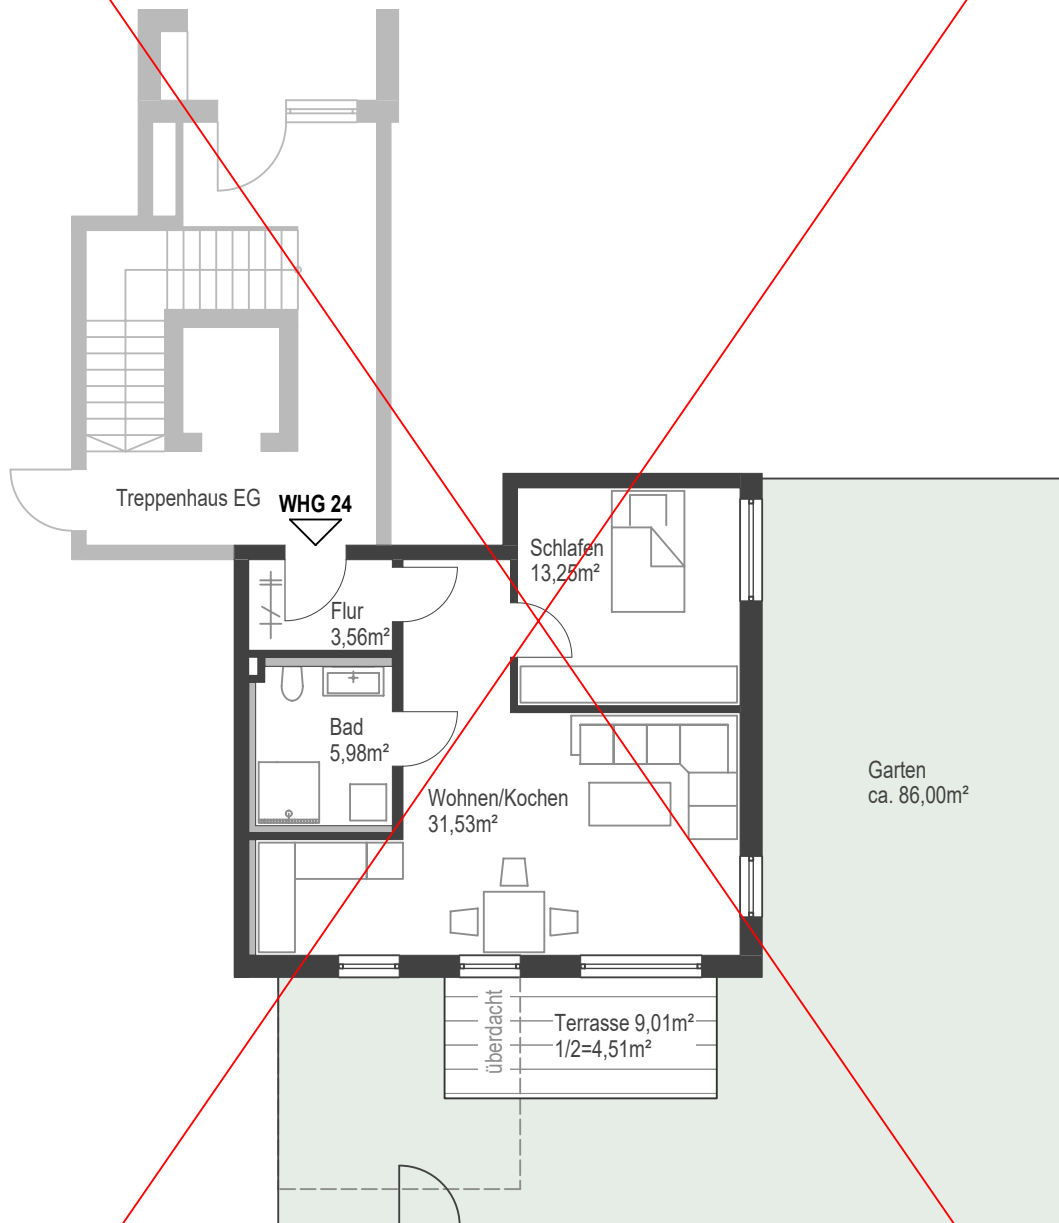 Treppenhaus EG
WHG 24
Schlafen
13,25m²
Flur
3,56m²
Bad
5,98m²
Wohnen/Kochen
31,53m²
Garten
ca. 86,00m²
überdacht
Terrasse 9,01m²
1/2=4,51m²